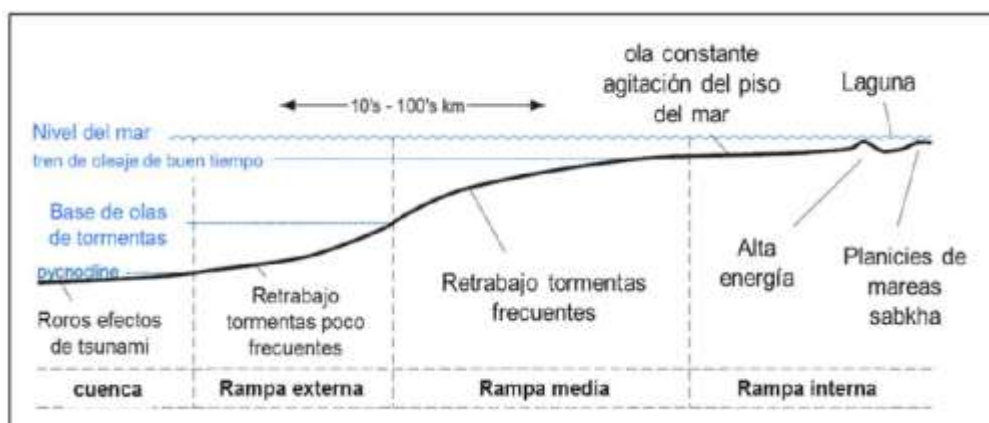 ola constante
agitación del piso
del mar
Laguna
10's - 100's km
Nivel del mar
tren de oleaje de buen tiempo
Base de olas
de tormentas
pycnocline
Alta
energía
Planicies de
mareas
sabkha
Retrabajo tormentas
frecuentes
Retrabajo
tormentas poco
frecuentes
Roros efectos
de tsunami
cuenca
Rampa externa
Rampa media
Rampa interna